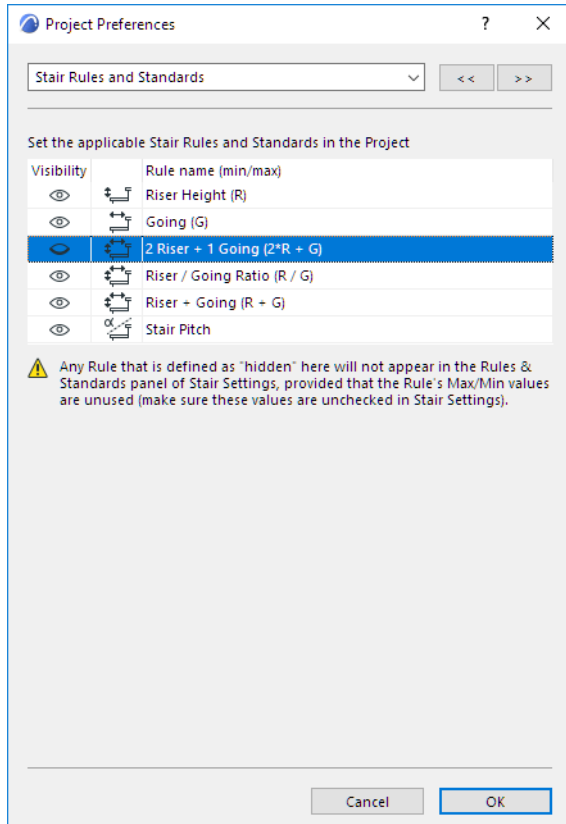 Project Preferences
?
Stair Rules and Standards
<< >>
Set the applicable Stair Rules and Standards in the Project
Visibility Rule name (min/max)
Riser Height (R)
Going (G)
2 Riser + 1 Going (2*R + G)
Riser / Going Ratio (R / G)
Riser + Going (R + G)
α Stair Pitch
Any Rule that is defined as "hidden" here will not appear in the Rules &
Standards panel of Stair Settings, provided that the Rule's Max/Min values
are unused (make sure these values are unchecked in Stair Settings).
Cancel OK